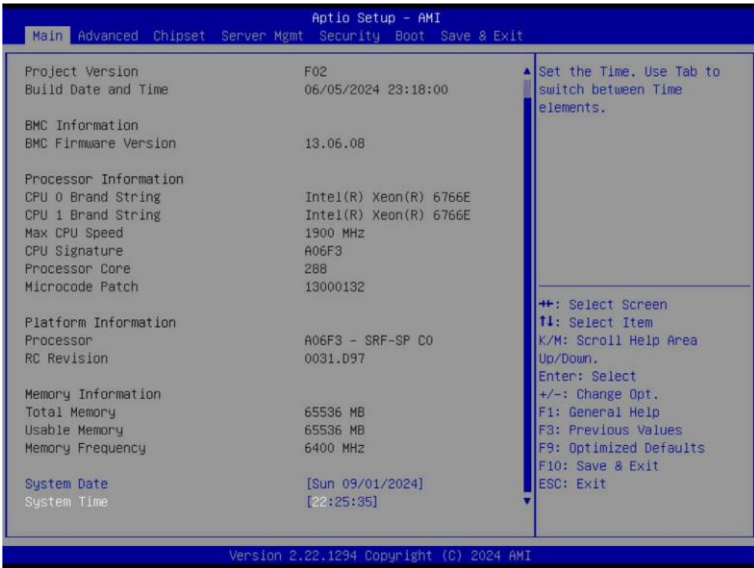 Aptio Setup - AMI
Main Advanced Chipset Server Mgmt Security Boot Save & Exit
Project Version F02
Build Date and Time 06/05/2024 23:18:00
BMC Information
BMC Firmware Version 13.06.08
Processor Information
CPU 0 Brand String Intel(R) Xeon(R) 6766E
CPU 1 Brand String Intel(R) Xeon(R) 6766E
Max CPU Speed 1900 MHz
CPU Signature A06F3
Processor Core 288
Microcode Patch 13000132
Platform Information
Processor A06F3 - SRF-SP C0
RC Revision 0031.D97
Memory Information
Total Memory 65536 MB
Usable Memory 65536 MB
Memory Frequency 6400 MHz
System Date [Sun 09/01/2024]
System Time [22:25:35]
Set the Time. Use Tab to
switch between Time
elements.
→←: Select Screen
↑↓: Select Item
K/M: Scroll Help Area
Up/Down.
Enter: Select
+/-: Change Opt.
F1: General Help
F3: Previous Values
F9: Optimized Defaults
F10: Save & Exit
ESC: Exit
Version 2.22.1294 Copyright (C) 2024 AMI